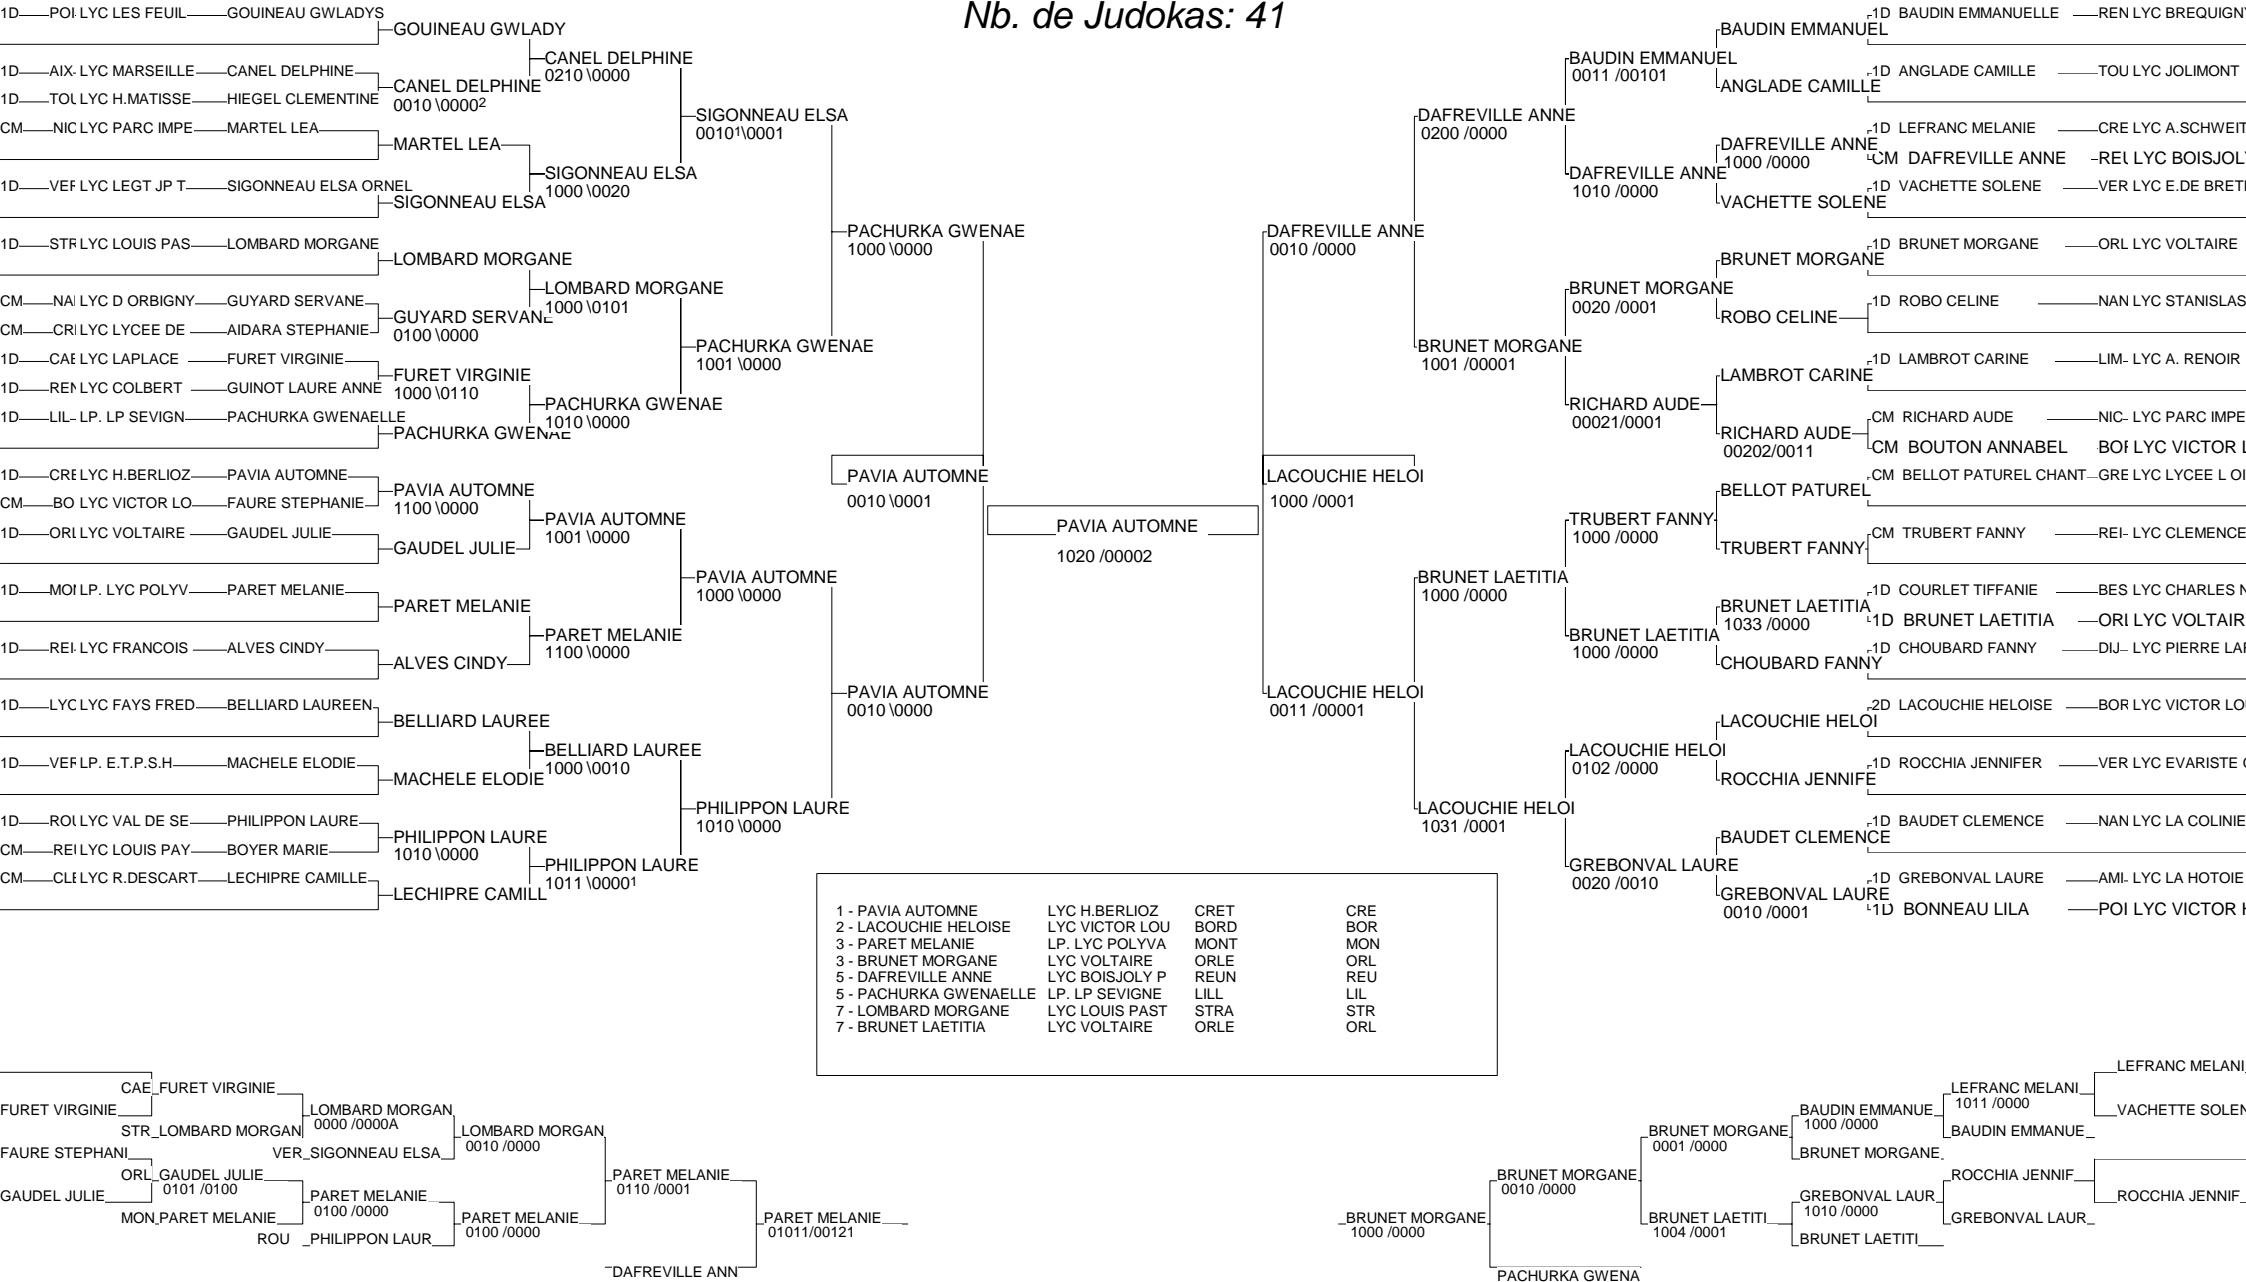 Nb. de Judokas: 41
1D POI LYC LES FEUIL GOUINEAU GWLADYS
1D AIX- LYC MARSEILLE CANEL DELPHINE
1D TOU LYC H.MATISSE HIEGEL CLEMENTINE
CM NIC LYC PARC IMPE MARTEL LEA
1D VER LYC LEGT JP T SIGONNEAU ELSA ORNEL
1D STR LYC LOUIS PAS LOMBARD MORGANE
CM NAI LYC D ORBIGNY GUYARD SERVANE
CM CRI LYC LYCEE DE AIDARA STEPHANIE
1D CAE LYC LAPLACE FURET VIRGINIE
1D REN LYC COLBERT GUINOT LAURE ANNE
1D LIL- LP. LP SEVIGN PACHURKA GWENAELLE
1D CRE LYC H.BERLIOZ PAVIA AUTOMNE
CM BO LYC VICTOR LO FAURE STEPHANIE
1D ORL LYC VOLTAIRE GAUDEL JULIE
1D MON LP. LYC POLYV PARET MELANIE
1D REI- LYC FRANCOIS ALVES CINDY
1D LYC LYC FAYS FRED BELLIARD LAUREEN
1D VER LP. E.T.P.S.H MACHELE ELODIE
1D ROU LYC VAL DE SE PHILIPPON LAURE
CM REI LYC LOUIS PAY BOYER MARIE
CM CLE LYC R.DESCART LECHIPRE CAMILLE
GOUINEAU GWLADY
CANEL DELPHINE
0010 \00002
MARTEL LEA
SIGONNEAU ELSA
LOMBARD MORGANE
GUYARD SERVANE
0100 \0000
FURET VIRGINIE
1000 \0110
PACHURKA GWENAE
PAVIA AUTOMNE
1100 \0000
GAUDEL JULIE
PARET MELANIE
ALVES CINDY
BELLIARD LAUREE
MACHELE ELODIE
PHILIPPON LAURE
1010 \0000
LECHIPRE CAMILL
CANEL DELPHINE
0210 \0000
SIGONNEAU ELSA
1000 \0020
LOMBARD MORGANE
1000 \0101
PACHURKA GWENAE
1010 \0000
PAVIA AUTOMNE
1001 \0000
PARET MELANIE
1100 \0000
BELLIARD LAUREE
1000 \0010
PHILIPPON LAURE
1011 \00001
SIGONNEAU ELSA
00101\0001
PACHURKA GWENAE
1001 \0000
PAVIA AUTOMNE
1000 \0000
PHILIPPON LAURE
1010 \0000
PACHURKA GWENAE
1000 \0000
PAVIA AUTOMNE
0010 \0001
PAVIA AUTOMNE
0010 \0000
PAVIA AUTOMNE
1020 /00002
DAFREVILLE ANNE
0010 /0000
LACOUCHIE HELOI
1000 /0001
LACOUCHIE HELOI
0011 /00001
DAFREVILLE ANNE
0200 /0000
BRUNET MORGANE
1001 /00001
BRUNET LAETITIA
1000 /0000
LACOUCHIE HELOI
1031 /0001
BAUDIN EMMANUEL
0011 /00101
DAFREVILLE ANNE
1010 /0000
BRUNET MORGANE
0020 /0001
RICHARD AUDE
00021/0001
TRUBERT FANNY
1000 /0000
BRUNET LAETITIA
1000 /0000
LACOUCHIE HELOI
0102 /0000
GREBONVAL LAURE
0020 /0010
BAUDIN EMMANUEL
ANGLADE CAMILLE
DAFREVILLE ANNE
1000 /0000
VACHETTE SOLENE
BRUNET MORGANE
ROBO CELINE
LAMBROT CARINE
RICHARD AUDE
00202/0011
BELLOT PATUREL
TRUBERT FANNY
BRUNET LAETITIA
1033 /0000
CHOUBARD FANNY
LACOUCHIE HELOI
ROCCHIA JENNIFE
BAUDET CLEMENCE
GREBONVAL LAURE
0010 /0001
1D BAUDIN EMMANUELLE REN LYC BREQUIGNY
1D ANGLADE CAMILLE TOU LYC JOLIMONT
1D LEFRANC MELANIE CRE LYC A.SCHWEIT
CM DAFREVILLE ANNE REU LYC BOISJOLY
1D VACHETTE SOLENE VER LYC E.DE BRET
1D BRUNET MORGANE ORL LYC VOLTAIRE
1D ROBO CELINE NAN LYC STANISLAS
1D LAMBROT CARINE LIM- LYC A. RENOIR
CM RICHARD AUDE NIC- LYC PARC IMPE
CM BOUTON ANNABEL BOR LYC VICTOR L
CM BELLOT PATUREL CHANT GRE LYC LYCEE L OI
CM TRUBERT FANNY REI- LYC CLEMENCE
1D COURLET TIFFANIE BES LYC CHARLES N
1D BRUNET LAETITIA ORL LYC VOLTAIR
1D CHOUBARD FANNY DIJ- LYC PIERRE LAR
2D LACOUCHIE HELOISE BOR LYC VICTOR LOU
1D ROCCHIA JENNIFER VER LYC EVARISTE
1D BAUDET CLEMENCE NAN LYC LA COLINIE
1D GREBONVAL LAURE AMI- LYC LA HOTOIE
1D BONNEAU LILA POI LYC VICTOR H
1 - PAVIA AUTOMNE LYC H.BERLIOZ CRET CRE
2 - LACOUCHIE HELOISE LYC VICTOR LOU BORD BOR
3 - PARET MELANIE LP. LYC POLYVA MONT MON
3 - BRUNET MORGANE LYC VOLTAIRE ORLE ORL
5 - DAFREVILLE ANNE LYC BOISJOLY P REUN REU
5 - PACHURKA GWENAELLE LP. LP SEVIGNE LILL LIL
7 - LOMBARD MORGANE LYC LOUIS PAST STRA STR
7 - BRUNET LAETITIA LYC VOLTAIRE ORLE ORL
FURET VIRGINIE
FAURE STEPHANI
GAUDEL JULIE
CAE FURET VIRGINIE
STR LOMBARD MORGAN
VER SIGONNEAU ELSA
ORL GAUDEL JULIE
0101 /0100
MON PARET MELANIE
ROU PHILIPPON LAUR
LOMBARD MORGAN
0000 /0000A
PARET MELANIE
0100 /0000
LOMBARD MORGAN
0010 /0000
PARET MELANIE
0100 /0000
PARET MELANIE
0110 /0001
DAFREVILLE ANN
PARET MELANIE
01011/00121
BRUNET MORGANE
1000 /0000
BRUNET MORGANE
0010 /0000
PACHURKA GWENA
BRUNET MORGANE
0001 /0000
BRUNET LAETITI
1004 /0001
BAUDIN EMMANUE
1000 /0000
BRUNET MORGANE
GREBONVAL LAUR
1010 /0000
BRUNET LAETITI
LEFRANC MELANI
1011 /0000
BAUDIN EMMANUE
ROCCHIA JENNIF
GREBONVAL LAUR
LEFRANC MELANI
VACHETTE SOLEN
ROCCHIA JENNIF